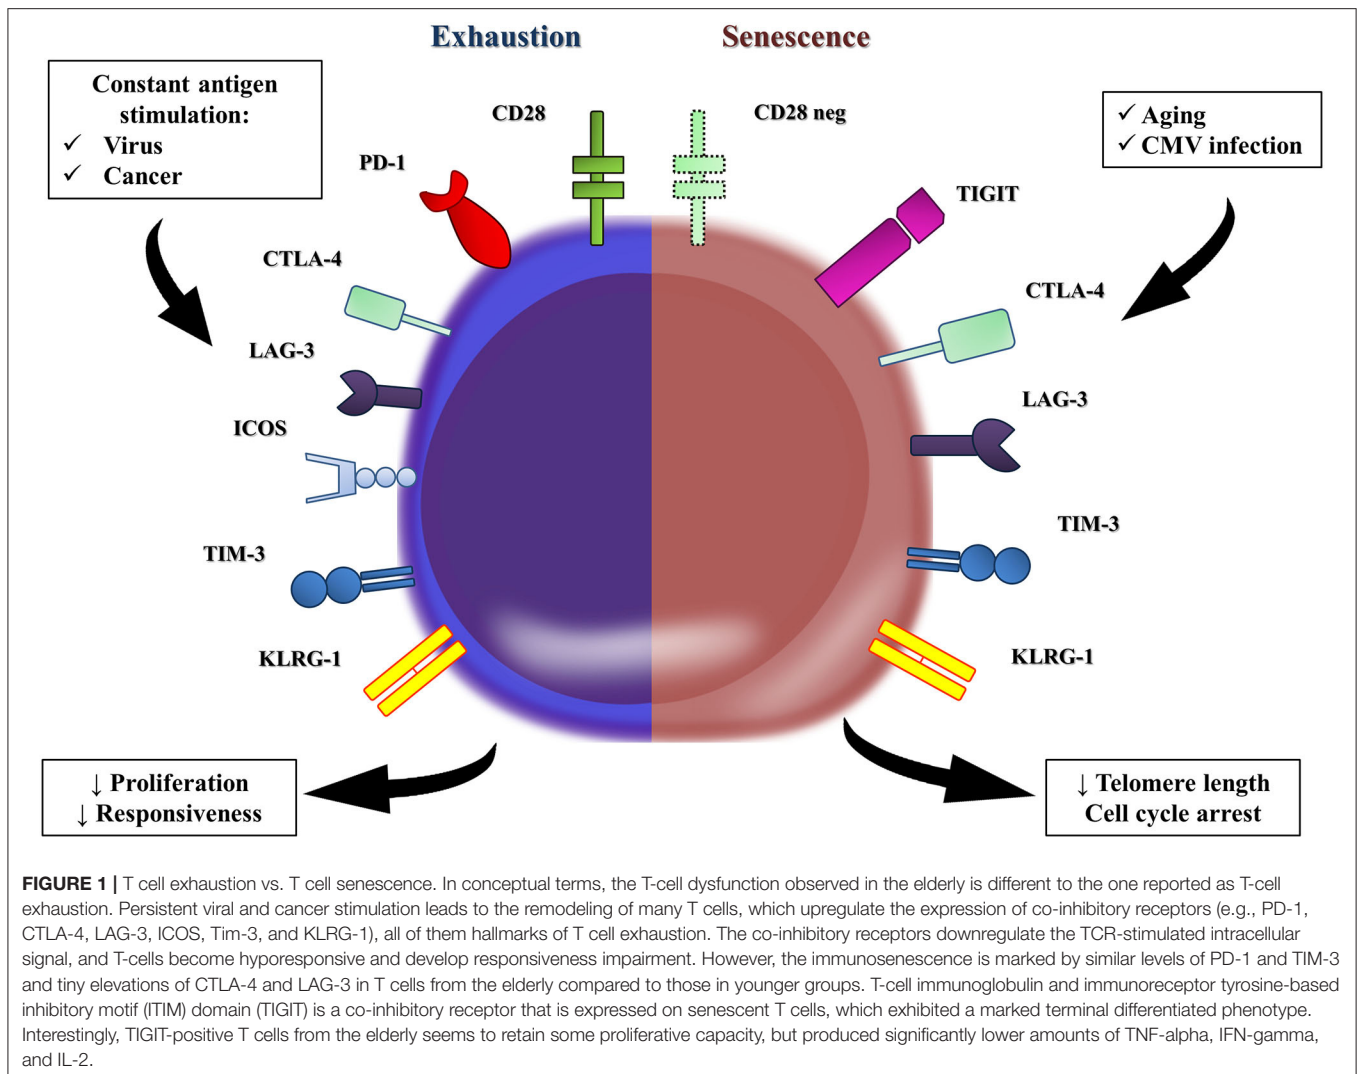 Exhaustion
Senescence
Constant antigen
stimulation:
✓ Virus
✓ Cancer
✓ Aging
✓ CMV infection
CD28
CD28 neg
PD-1
TIGIT
CTLA-4
CTLA-4
LAG-3
LAG-3
ICOS
TIM-3
TIM-3
KLRG-1
KLRG-1
↓ Proliferation
↓ Responsiveness
↓ Telomere length
Cell cycle arrest
FIGURE 1 | T cell exhaustion vs. T cell senescence. In conceptual terms, the T-cell dysfunction observed in the elderly is different to the one reported as T-cell
exhaustion. Persistent viral and cancer stimulation leads to the remodeling of many T cells, which upregulate the expression of co-inhibitory receptors (e.g., PD-1,
CTLA-4, LAG-3, ICOS, Tim-3, and KLRG-1), all of them hallmarks of T cell exhaustion. The co-inhibitory receptors downregulate the TCR-stimulated intracellular
signal, and T-cells become hyporesponsive and develop responsiveness impairment. However, the immunosenescence is marked by similar levels of PD-1 and TIM-3
and tiny elevations of CTLA-4 and LAG-3 in T cells from the elderly compared to those in younger groups. T-cell immunoglobulin and immunoreceptor tyrosine-based
inhibitory motif (ITIM) domain (TIGIT) is a co-inhibitory receptor that is expressed on senescent T cells, which exhibited a marked terminal differentiated phenotype.
Interestingly, TIGIT-positive T cells from the elderly seems to retain some proliferative capacity, but produced significantly lower amounts of TNF-alpha, IFN-gamma,
and IL-2.